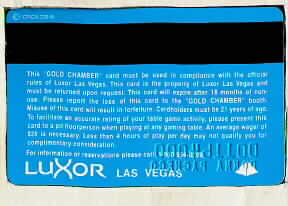 This "GOLD CHAMBER" card must be used in compliance with the official
rules of Luxor Las Vegas. This card is the property of Luxor Las Vegas and
must be returned upon request. This card will expire after 18 months of non-
use. Please report the loss of this card to the "GOLD CHAMBER" booth.
Misuse of this card will result in forfeiture. Cardholders must be 21 years of age.
To facilitate an accurate rating of your table game activity, please present this
card to a pit floorperson when playing at any gaming table. An average wager of
$25 is necessary. Less than 4 hours of play per day may not qualify you for
complimentary consideration.
For information or reservations please call
LUXOR LAS VEGAS